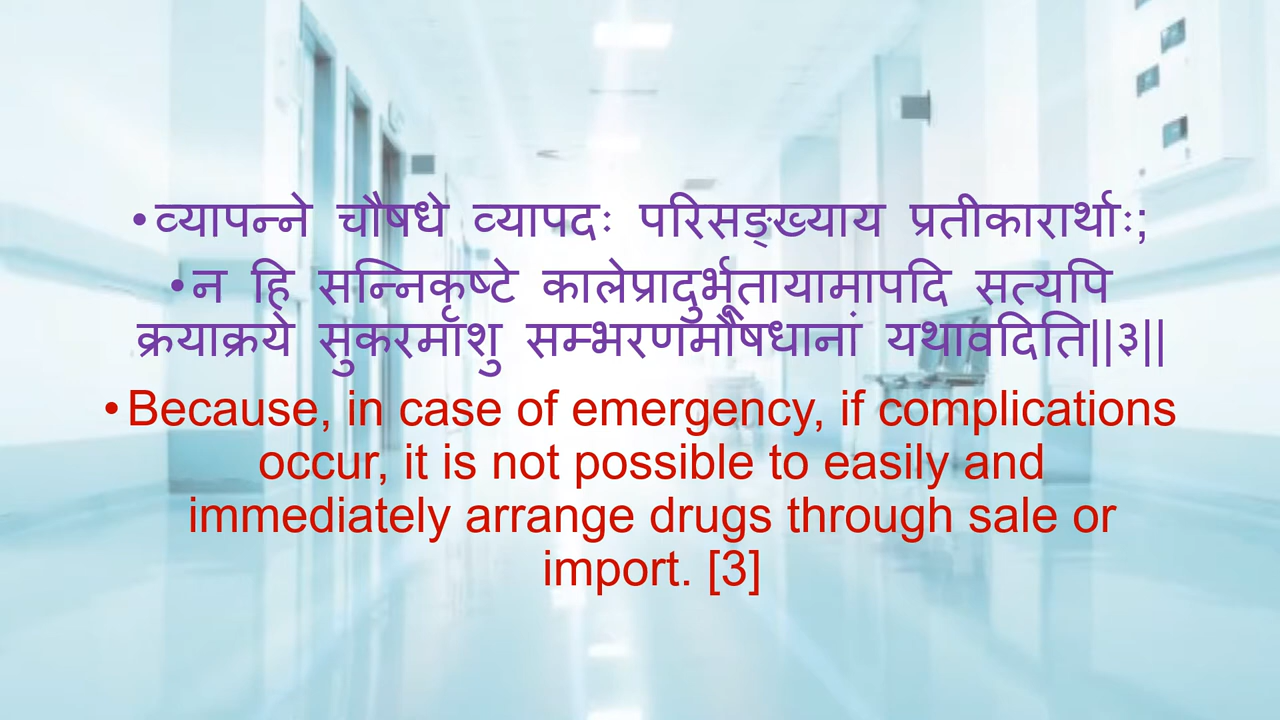 •व्यापन्ने चौषधे व्यापदः परिसङ्ख्याय प्रतीकारार्थाः;
•न हि सन्निकृष्टे कालेप्रादुर्भूतायामापदि सत्यपि
क्रयाक्रये सुकरमाशु सम्भरणमौषधानां यथावदिति||३||
•Because, in case of emergency, if complications
occur, it is not possible to easily and
immediately arrange drugs through sale or
import. [3]